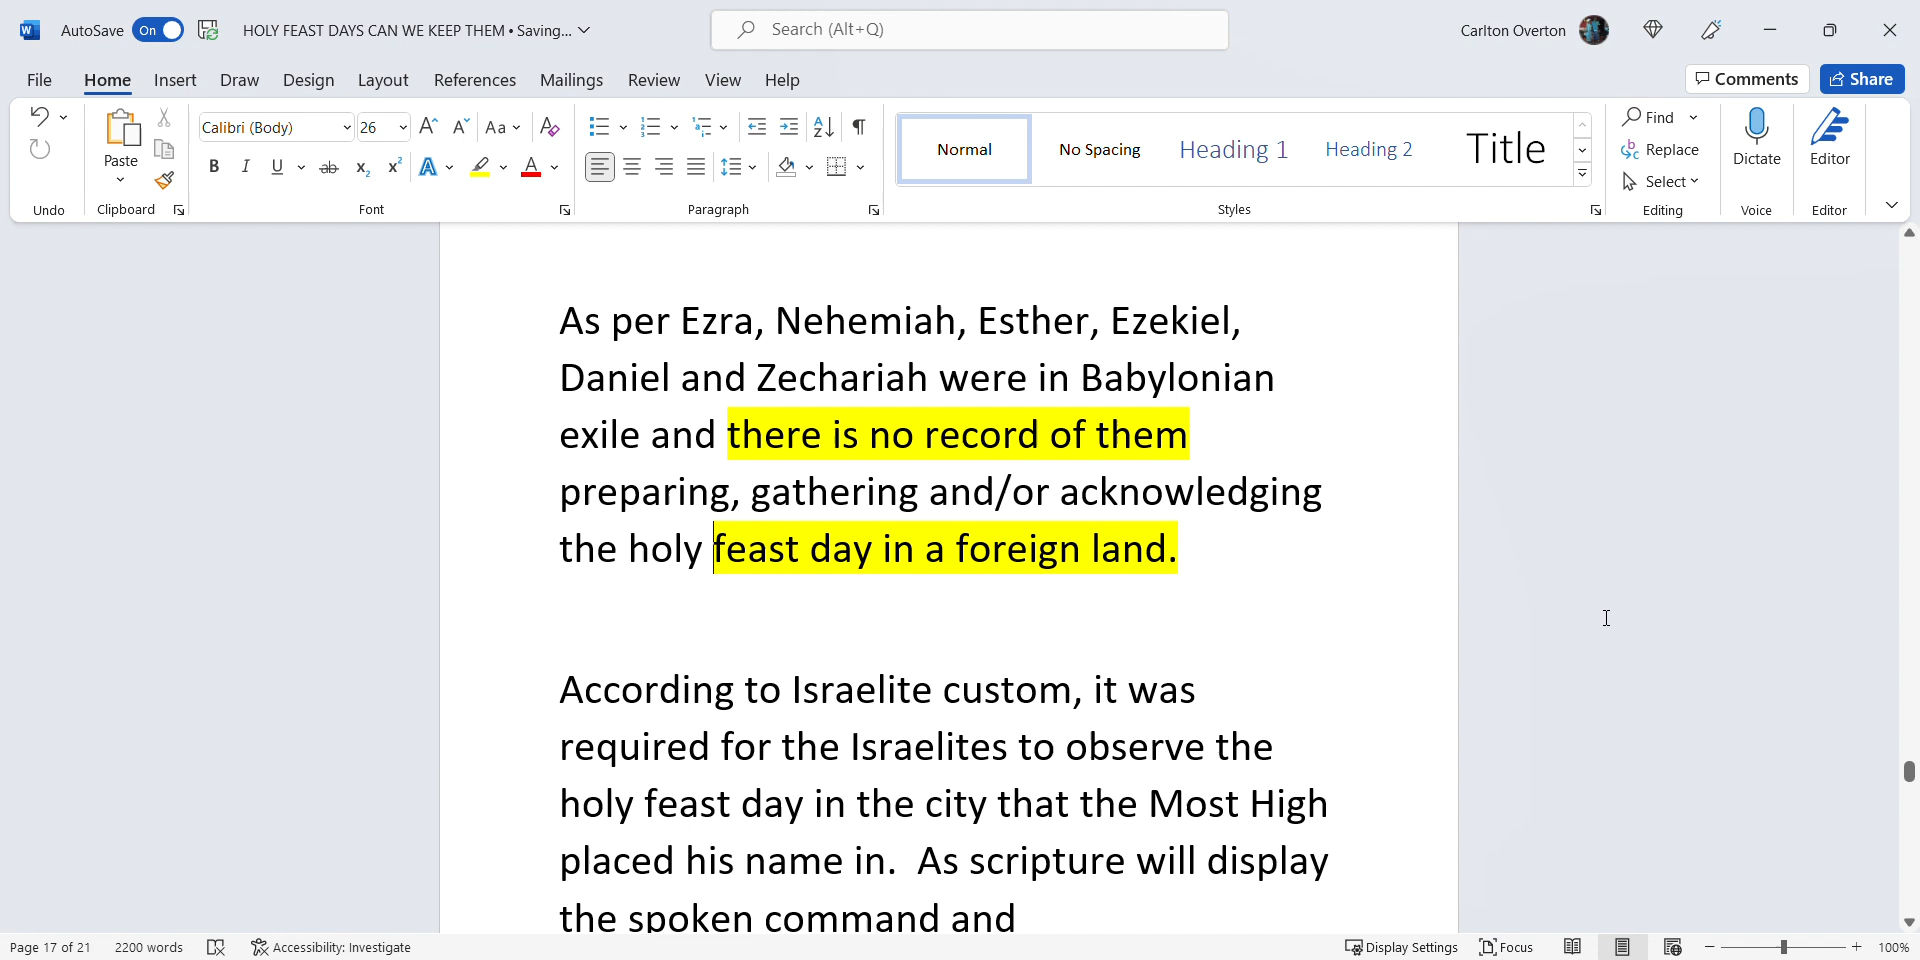 AutoSave On HOLY FEAST DAYS CAN WE KEEP THEM • Saving... Search (Alt+Q) Carlton Overton
File Home Insert Draw Design Layout References Mailings Review View Help Comments Share
Calibri (Body) 26 Aa
Paste
Normal No Spacing Heading 1 Heading 2 Title
Find
Replace
Select
Dictate Editor
Undo Clipboard Font Paragraph Styles Editing Voice Editor
As per Ezra, Nehemiah, Esther, Ezekiel,
Daniel and Zechariah were in Babylonian
exile and there is no record of them
preparing, gathering and/or acknowledging
the holy feast day in a foreign land.
According to Israelite custom, it was
required for the Israelites to observe the
holy feast day in the city that the Most High
placed his name in.  As scripture will display
the spoken command and
Page 17 of 21 2200 words Accessibility: Investigate Display Settings Focus 100%